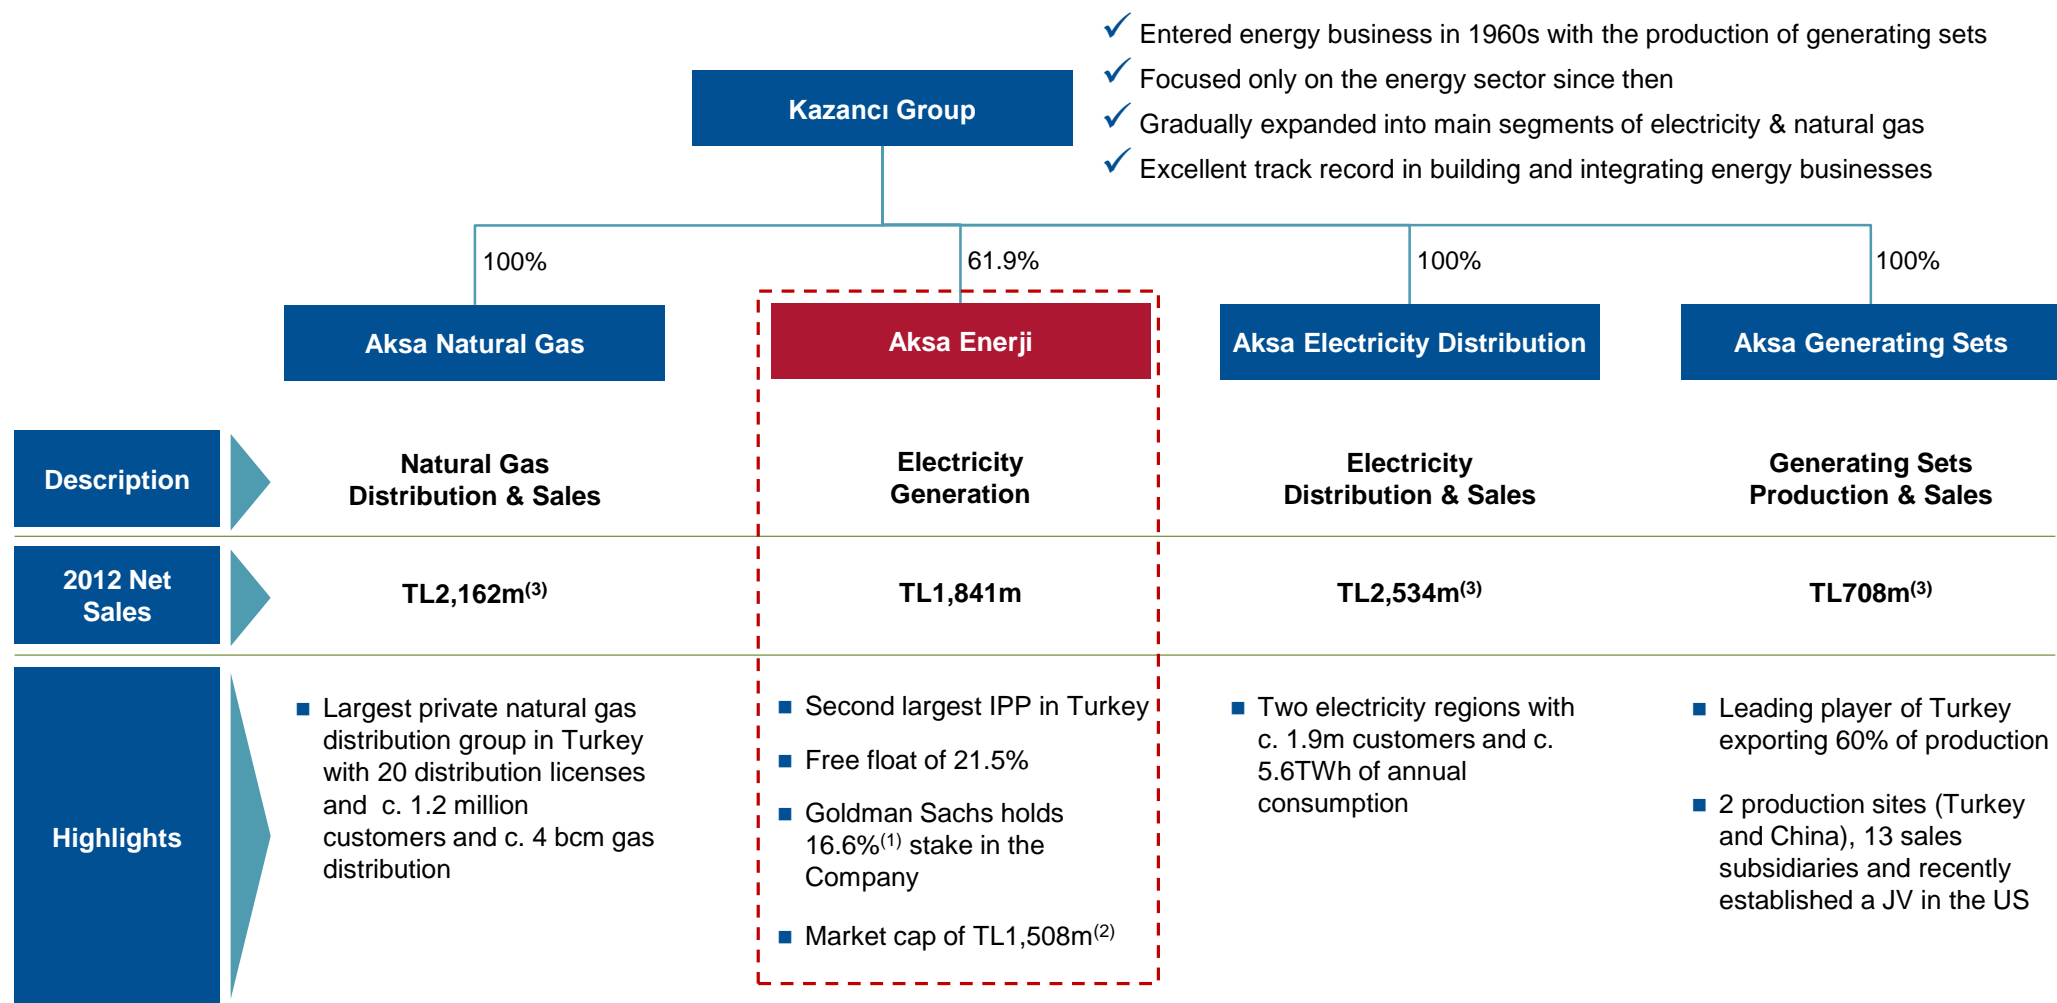 Entered energy business in 1960s with the production of generating sets
Focused only on the energy sector since then
Gradually expanded into main segments of electricity & natural gas
Excellent track record in building and integrating energy businesses
Kazancı Group
100%
61.9%
100%
100%
Aksa Natural Gas
Aksa Enerji
Aksa Electricity Distribution
Aksa Generating Sets
Description
Natural Gas
Distribution & Sales
Electricity
Generation
Electricity
Distribution & Sales
Generating Sets
Production & Sales
2012 Net
Sales
TL2,162m(3)
TL1,841m
TL2,534m(3)
TL708m(3)
Highlights
Largest private natural gas
distribution group in Turkey
with 20 distribution licenses
and c. 1.2 million
customers and c. 4 bcm gas
distribution
Second largest IPP in Turkey
Free float of 21.5%
Goldman Sachs holds
16.6%(1) stake in the
Company
Market cap of TL1,508m(2)
Two electricity regions with
c. 1.9m customers and c.
5.6TWh of annual
consumption
Leading player of Turkey
exporting 60% of production
2 production sites (Turkey
and China), 13 sales
subsidiaries and recently
established a JV in the US